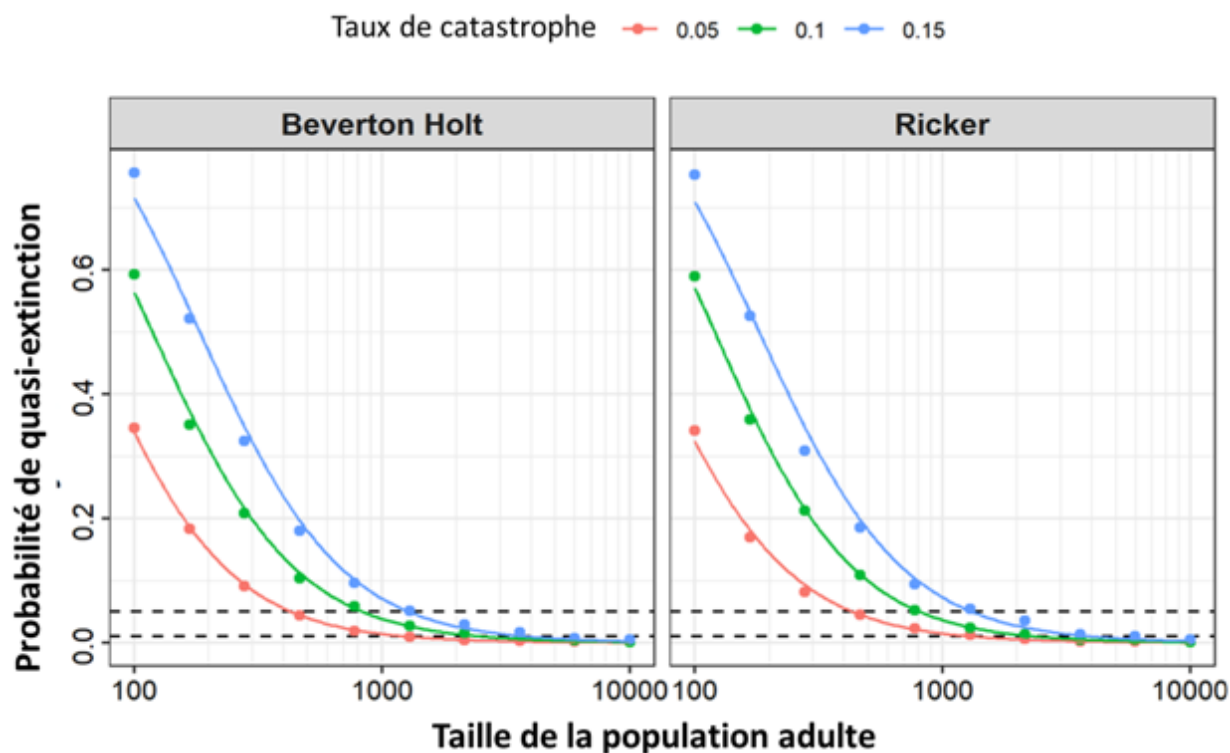 Taux de catastrophe 0.05 0.1 0.15
Beverton Holt Ricker
Probabilité de quasi-extinction
0.6
0.4
0.2
0.0
100 1000 10000 100 1000 10000
Taille de la population adulte